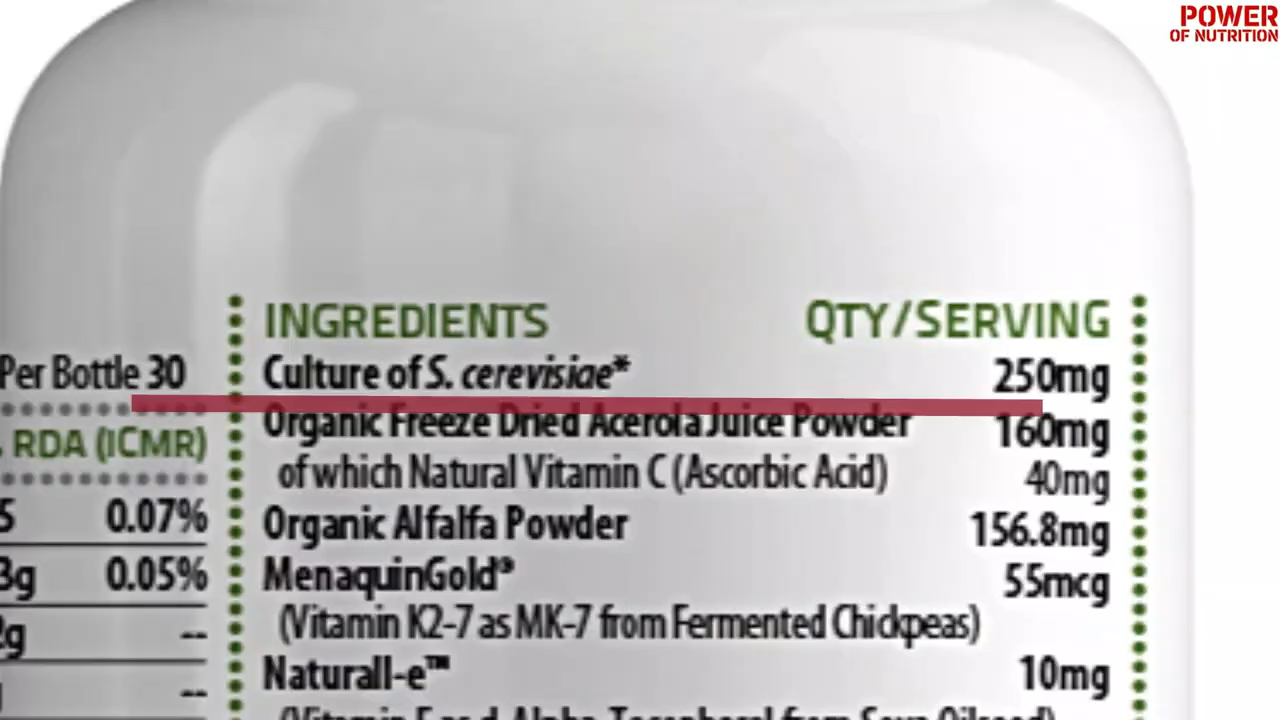 POWER
OF NUTRITION
INGREDIENTS QTY/SERVING
Per Bottle 30
Culture of S. cerevisiae* 250mg
Organic Freeze Dried Acerola Juice Powder 160mg
RDA (ICMR)
of which Natural Vitamin C (Ascorbic Acid) 40mg
0.07%
Organic Alfalfa Powder 156.8mg
0.05%
MenaquinGold® 55mcg
(Vitamin K2-7 as MK-7 from Fermented Chickpeas)
--
Naturall-e™ 10mg
--